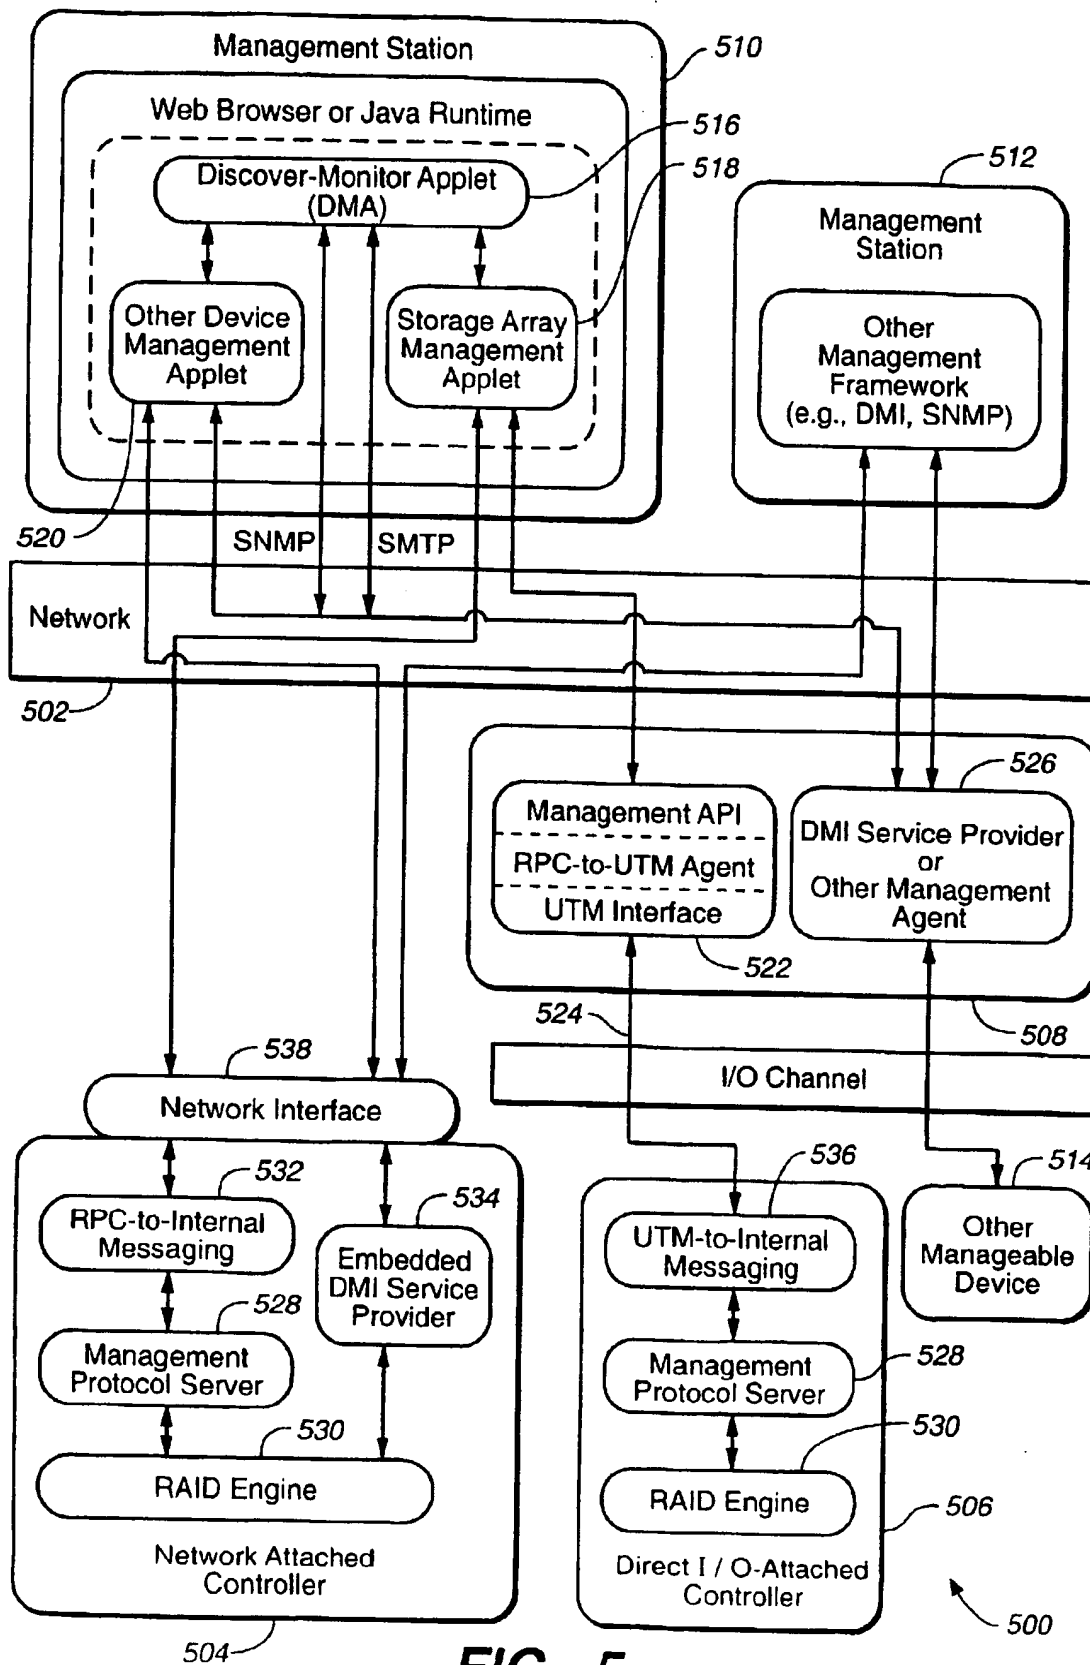 Management Station
510
Web Browser or Java Runtime
516
Discover-Monitor Applet
(DMA)
518
512
Management
Station
Other Device
Management
Applet
Storage Array
Management
Applet
Other
Management
Framework
(e.g., DMI, SNMP)
520
SNMP
SMTP
Network
502
526
Management API
RPC-to-UTM Agent
UTM Interface
DMI Service Provider
or
Other Management
Agent
522
524
508
538
I/O Channel
Network Interface
532
534
536
514
RPC-to-Internal
Messaging
Embedded
DMI Service
Provider
UTM-to-Internal
Messaging
Other
Manageable
Device
528
Management
Protocol Server
Management
Protocol Server
528
530
RAID Engine
530
RAID Engine
506
Network Attached
Controller
Direct I / O-Attached
Controller
504
500